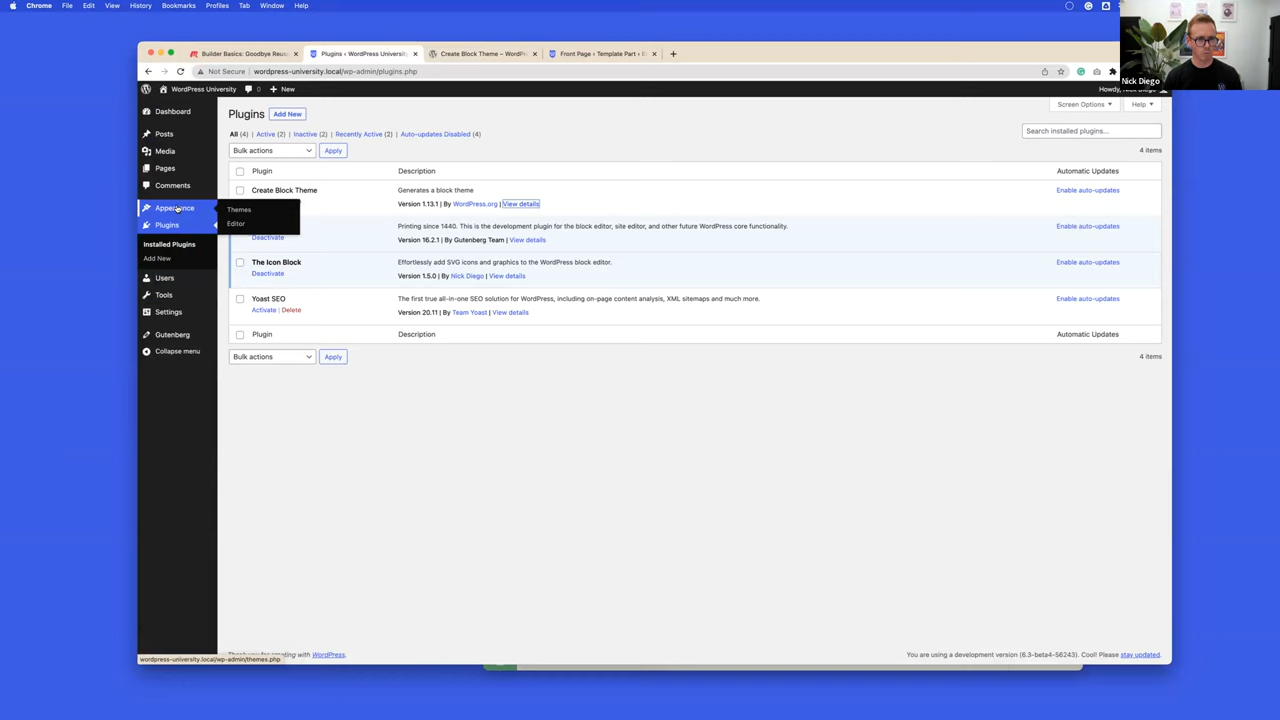 Chrome File Edit View History Bookmarks Profiles Tab Window Help
Nick Diego
Builder Basics: Goodbye Reus
Plugins ‹ WordPress Universit
Create Block Theme – WordPr
Front Page ‹ Template Part ‹ E
Not Secure wordpress-university.local/wp-admin/plugins.php
WordPress University 0 New
Howdy, Nick Diego
Dashboard
Posts
Media
Pages
Comments
Appearance
Plugins
Installed Plugins
Add New
Users
Tools
Settings
Gutenberg
Collapse menu
Themes
Editor
Plugins Add New
Screen Options Help
All (4) | Active (2) | Inactive (2) | Recently Active (2) | Auto-updates Disabled (4)
Search installed plugins...
Bulk actions Apply
4 items
Plugin Description Automatic Updates
Create Block Theme Generates a block theme Enable auto-updates
Version 1.13.1 | By WordPress.org | View details
Printing since 1440. This is the development plugin for the block editor, site editor, and other future WordPress core functionality. Enable auto-updates
Deactivate Version 16.2.1 | By Gutenberg Team | View details
The Icon Block Effortlessly add SVG icons and graphics to the WordPress block editor. Enable auto-updates
Deactivate Version 1.5.0 | By Nick Diego | View details
Yoast SEO The first true all-in-one SEO solution for WordPress, including on-page content analysis, XML sitemaps and much more. Enable auto-updates
Activate | Delete Version 20.11 | By Team Yoast | View details
Plugin Description Automatic Updates
Bulk actions Apply
4 items
WordPress.
You are using a development version (6.3-beta4-56243). Cool! Please stay updated.
wordpress-university.local/wp-admin/themes.php